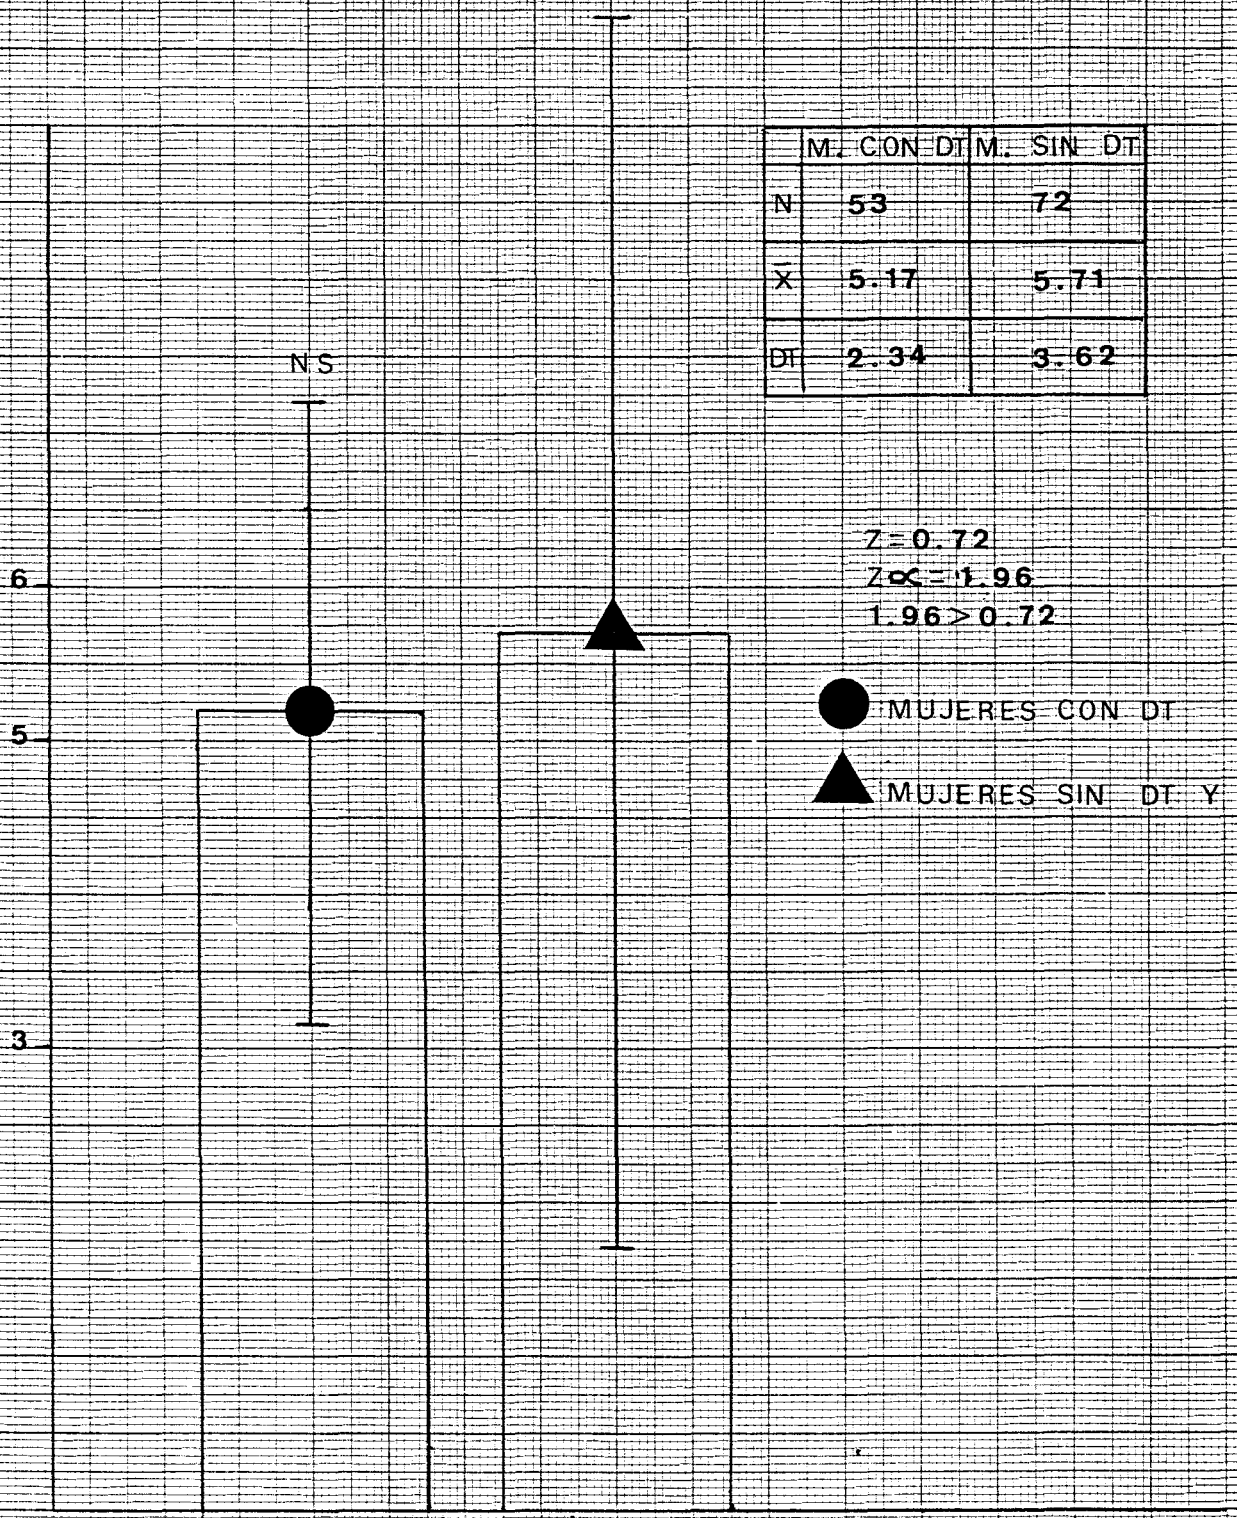 M. CON DT M. SIN DT
N 53 72
X̅ 5.17 5.71
DT 2.34 3.62
NS
Z=0.72
Z∝=1.96
1.96>0.72
6
5
3
MUJERES CON DT
MUJERES SIN DT Y